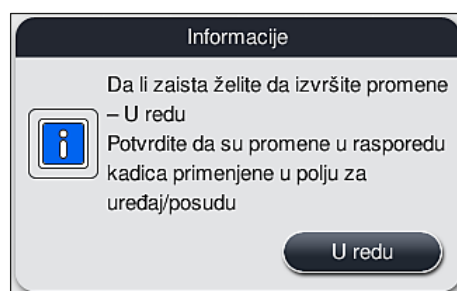 Informacije
Da li zaista želite da izvršite promene
– U redu
Potvrdite da su promene u rasporedu
kadica primenjene u polju za
uređaj/posudu
U redu